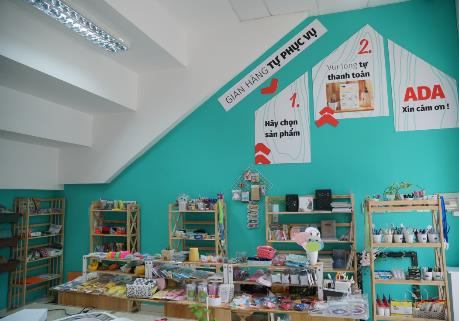 GIAN HÀNG TỰ PHỤC VỤ
1.
Hãy chọn
sản phẩm
2.
Vui lòng tự
thanh toán
ADA
Xin cảm ơn !